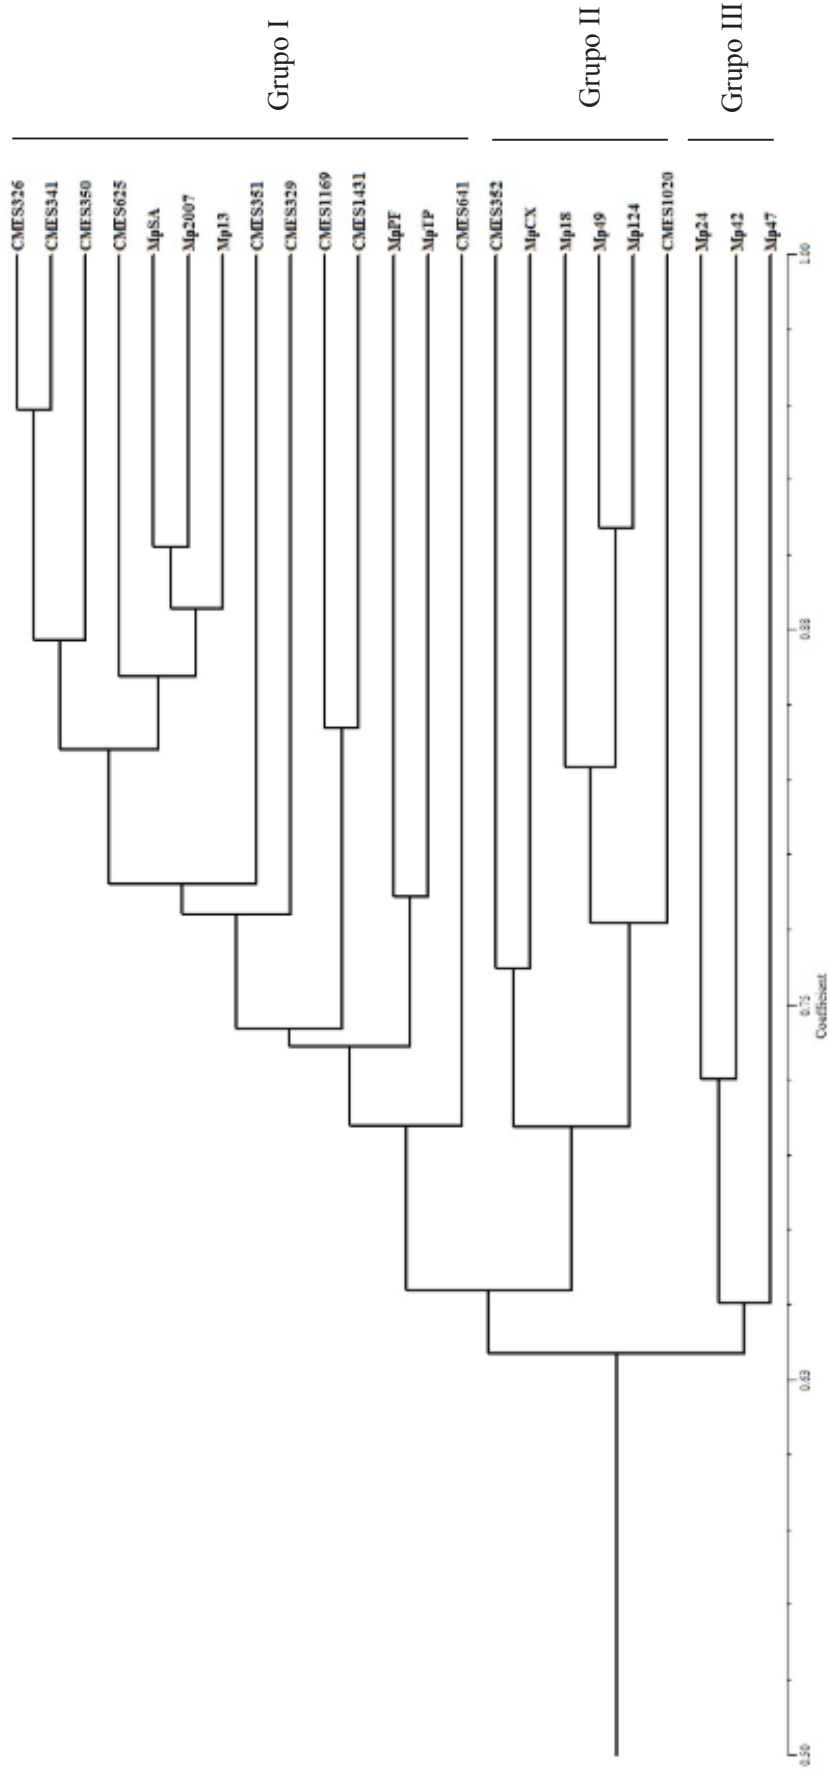 Grupo I
Grupo II
Grupo III
CMES326
CMES341
CMES350
CMES625
MpSA
Mp2007
Mp13
CMES351
CMES329
CMES1169
CMES1431
MpPF
MpTP
CMES641
CMES352
MpCX
Mp18
Mp49
Mp124
CMES1020
Mp24
Mp42
Mp47
0.50
0.63
0.75
0.88
1.00
Coefficient